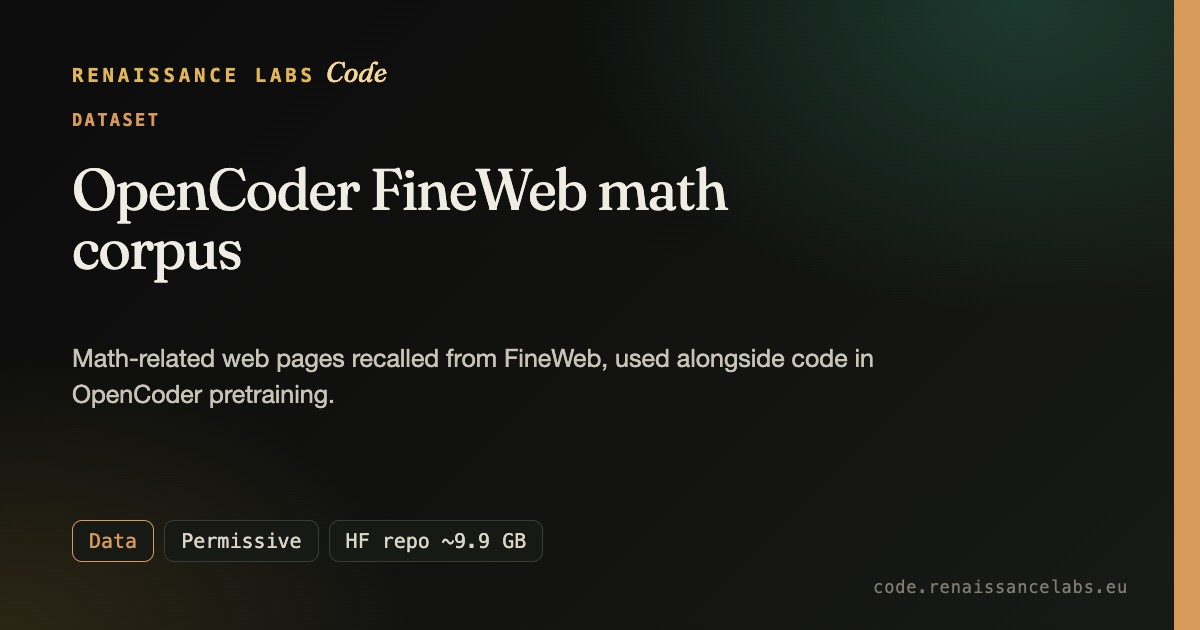 RENAISSANCE LABS Code
DATASET
OpenCoder FineWeb math
corpus
Math-related web pages recalled from FineWeb, used alongside code in
OpenCoder pretraining.
Data Permissive HF repo ~9.9 GB
code.renaissancelabs.eu